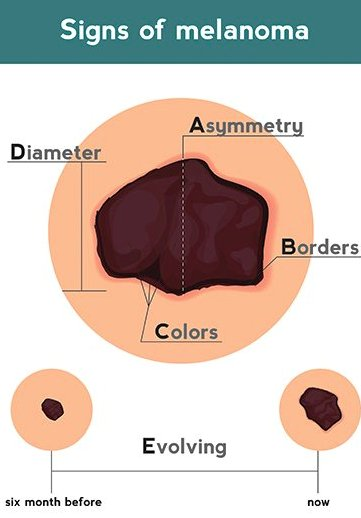 Signs of melanoma
Asymmetry
Diameter
Borders
Colors
Evolving
six month before
now